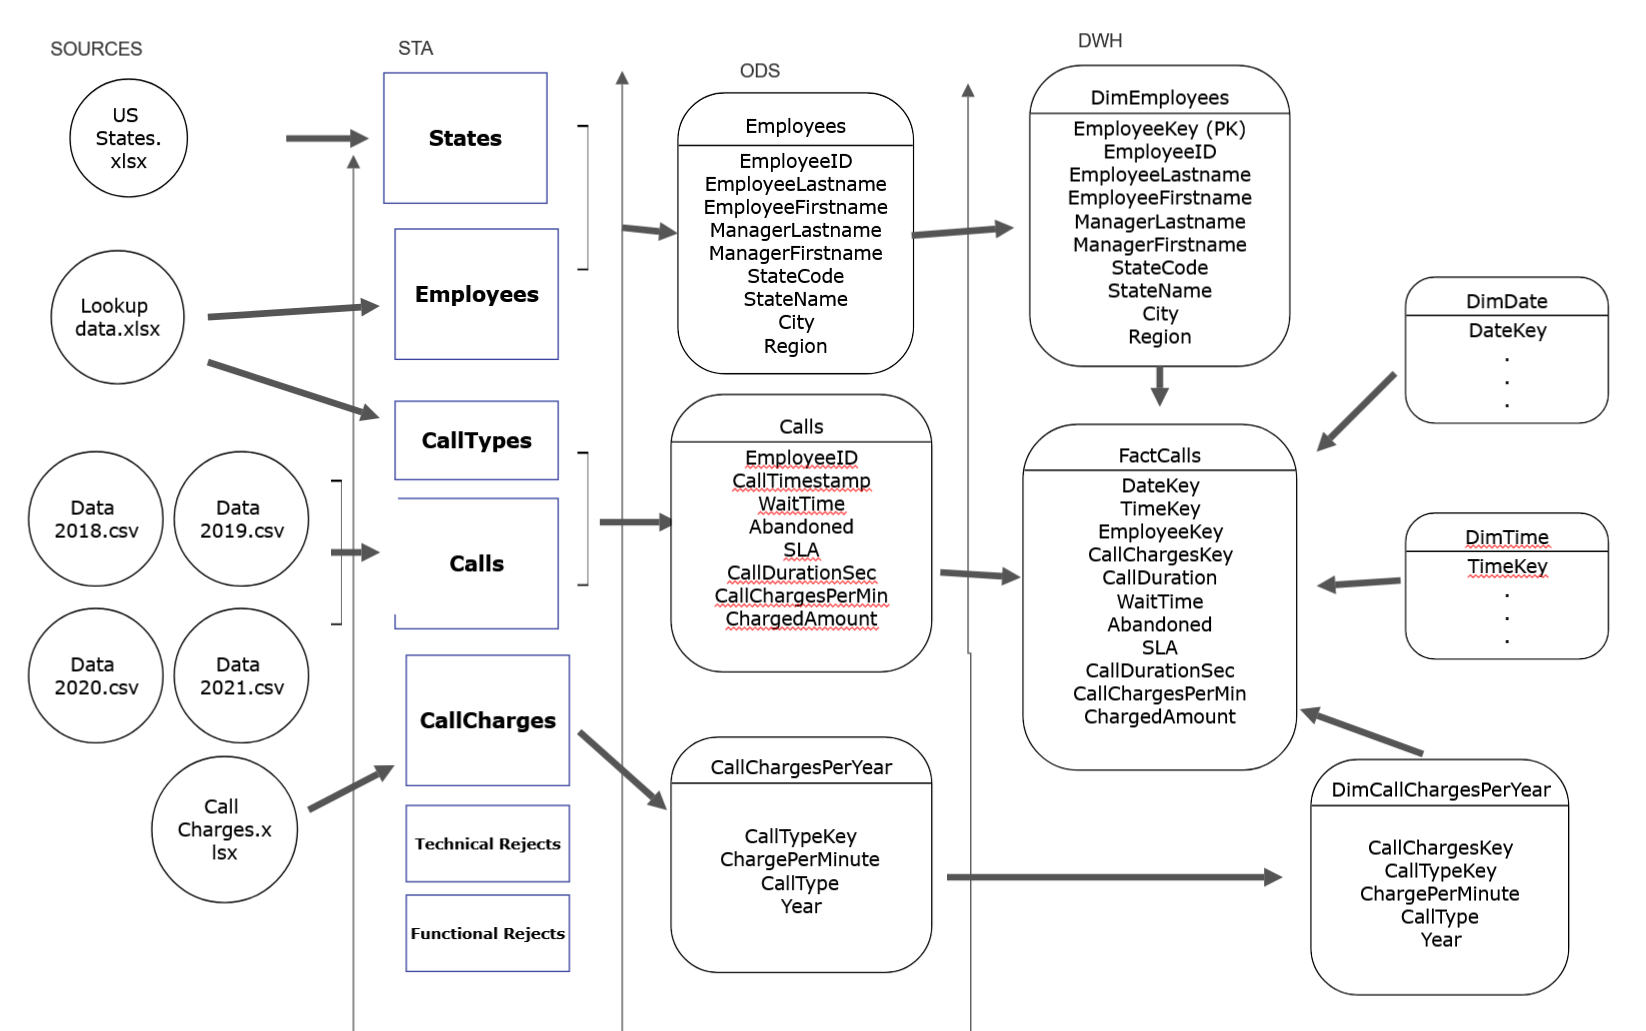 SOURCES
US
States.
xlsx
Lookup
data.xlsx
Data
2018.csv
Data
2019.csv
Data
2020.csv
Data
2021.csv
Call
Charges.x
lsx
STA
States
Employees
CallTypes
Calls
CallCharges
Technical Rejects
Functional Rejects
ODS
Employees
EmployeeID
EmployeeLastname
EmployeeFirstname
ManagerLastname
ManagerFirstname
StateCode
StateName
City
Region
Calls
EmployeeID
CallTimestamp
WaitTime
Abandoned
SLA
CallDurationSec
CallChargesPerMin
ChargedAmount
CallChargesPerYear
CallTypeKey
ChargePerMinute
CallType
Year
DWH
DimEmployees
EmployeeKey (PK)
EmployeeID
EmployeeLastname
EmployeeFirstname
ManagerLastname
ManagerFirstname
StateCode
StateName
City
Region
FactCalls
DateKey
TimeKey
EmployeeKey
CallChargesKey
CallDuration
WaitTime
Abandoned
SLA
CallDurationSec
CallChargesPerMin
ChargedAmount
DimDate
DateKey
.
.
.
DimTime
TimeKey
.
.
.
DimCallChargesPerYear
CallChargesKey
CallTypeKey
ChargePerMinute
CallType
Year